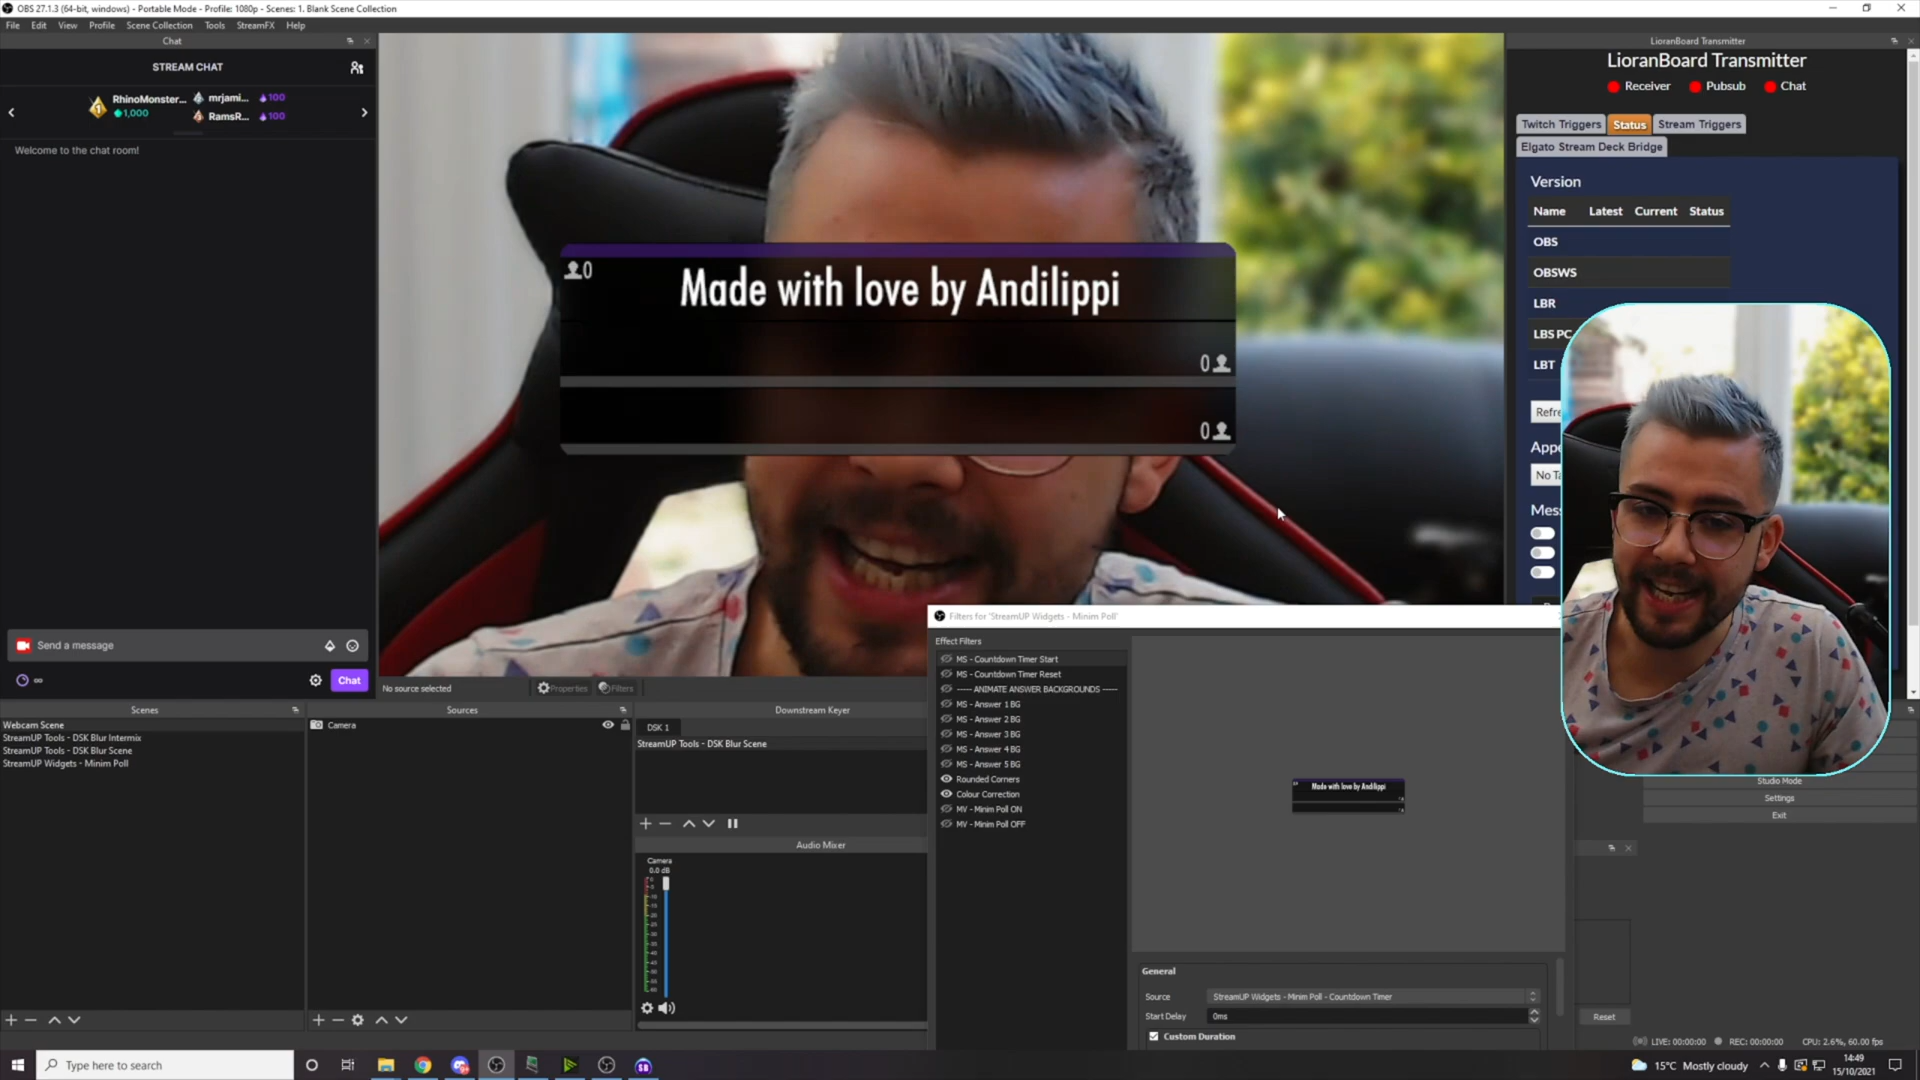 OBS 27.1.3 (64-bit, windows) - Portable Mode - Profile: 1080p - Scenes: 1. Blank Scene Collection
File Edit View Profile Scene Collection Tools StreamFX Help
Chat
STREAM CHAT
1 RhinoMonster... 1,000
mrjami... 100
RamsR... 100
Welcome to the chat room!
Send a message
Chat
0
Made with love by Andilippi
0
0
LioranBoard Transmitter
LioranBoard Transmitter
Receiver Pubsub Chat
Twitch Triggers Status Stream Triggers
Elgato Stream Deck Bridge
Version
Name Latest Current Status
OBS
OBSWS
LBR
LBS PC
LBT
No source selected Properties Filters
Scenes
Webcam Scene
StreamUP Tools - DSK Blur Intermix
StreamUP Tools - DSK Blur Scene
StreamUP Widgets - Minim Poll
Sources
Camera
Downstream Keyer
DSK 1
StreamUP Tools - DSK Blur Scene
Audio Mixer
Camera
0.0 dB
Filters for 'StreamUP Widgets - Minim Poll'
Effect Filters
MS - Countdown Timer Start
MS - Countdown Timer Reset
----- ANIMATE ANSWER BACKGROUNDS -----
MS - Answer 1 BG
MS - Answer 2 BG
MS - Answer 3 BG
MS - Answer 4 BG
MS - Answer 5 BG
Rounded Corners
Colour Correction
MV - Minim Poll ON
MV - Minim Poll OFF
Made with love by Andilippi
General
Source StreamUP Widgets - Minim Poll - Countdown Timer
Start Delay 0ms
Custom Duration
Studio Mode
Settings
Exit
Reset
LIVE: 00:00:00 REC: 00:00:00 CPU: 2.6%, 60.00 fps
Type here to search
15°C Mostly cloudy
14:49
15/10/2021